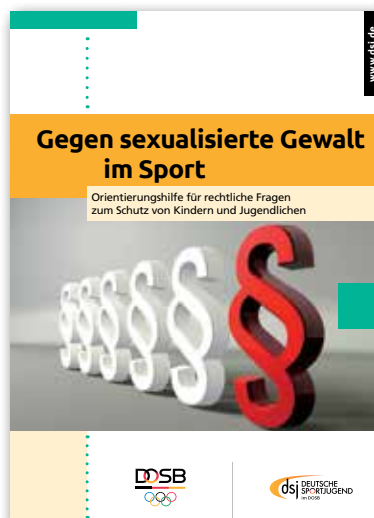 www.dsj.de
Gegen sexualisierte Gewalt
im Sport
Orientierungshilfe für rechtliche Fragen
zum Schutz von Kindern und Jugendlichen
§§§§§§
DOSB
dsj DEUTSCHE
SPORTJUGEND
im DOSB